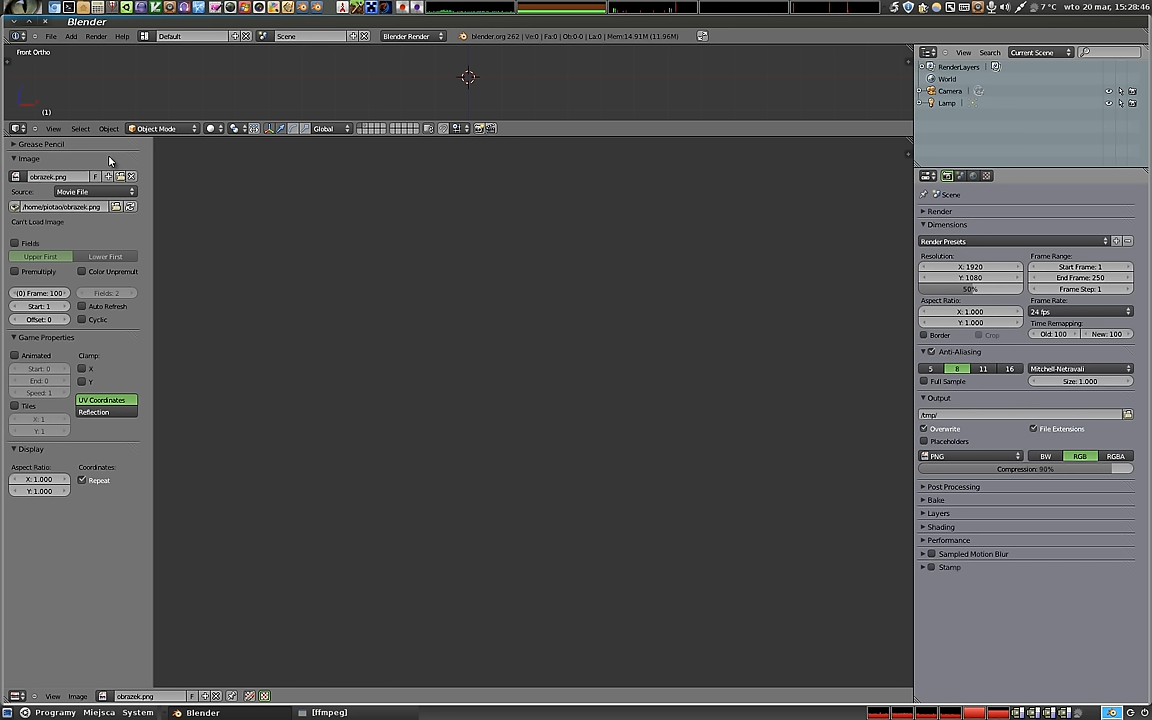 7 °C wto 20 mar, 15:28:46
Blender
File Add Render Help Default Scene Blender Render blender.org 262 | Ve:0 | Fa:0 | Ob:0-0 | La:0 | Mem:14.91M (11.96M)
View Search Current Scene
Front Ortho
RenderLayers
World
Camera
Lamp
(1)
View Select Object Object Mode Global
Grease Pencil
Image
obrazek.png F
Source: Movie File
/home/piotao/obrazek.png
Can't Load Image
Fields
Upper First Lower First
Premultiply Color Unpremult
(0) Frame: 100 Fields: 2
Start: 1 Auto Refresh
Offset: 0 Cyclic
Game Properties
Animated Clamp:
Start: 0 X
End: 0 Y
Speed: 1 UV Coordinates
Tiles Reflection
X: 1
Y: 1
Display
Aspect Ratio: Coordinates:
X: 1.000 Repeat
Y: 1.000
Scene
Render
Dimensions
Render Presets
Resolution: Frame Range:
X: 1920 Start Frame: 1
Y: 1080 End Frame: 250
50% Frame Step: 1
Aspect Ratio: Frame Rate:
X: 1.000 24 fps
Y: 1.000 Time Remapping:
Border Crop Old: 100 New: 100
Anti-Aliasing
5 8 11 16 Mitchell-Netravali
Full Sample Size: 1.000
Output
/tmp/
Overwrite File Extensions
Placeholders
PNG BW RGB RGBA
Compression: 90%
Post Processing
Bake
Layers
Shading
Performance
Sampled Motion Blur
Stamp
View Image obrazek.png F
Programy Miejsca System Blender [ffmpeg]